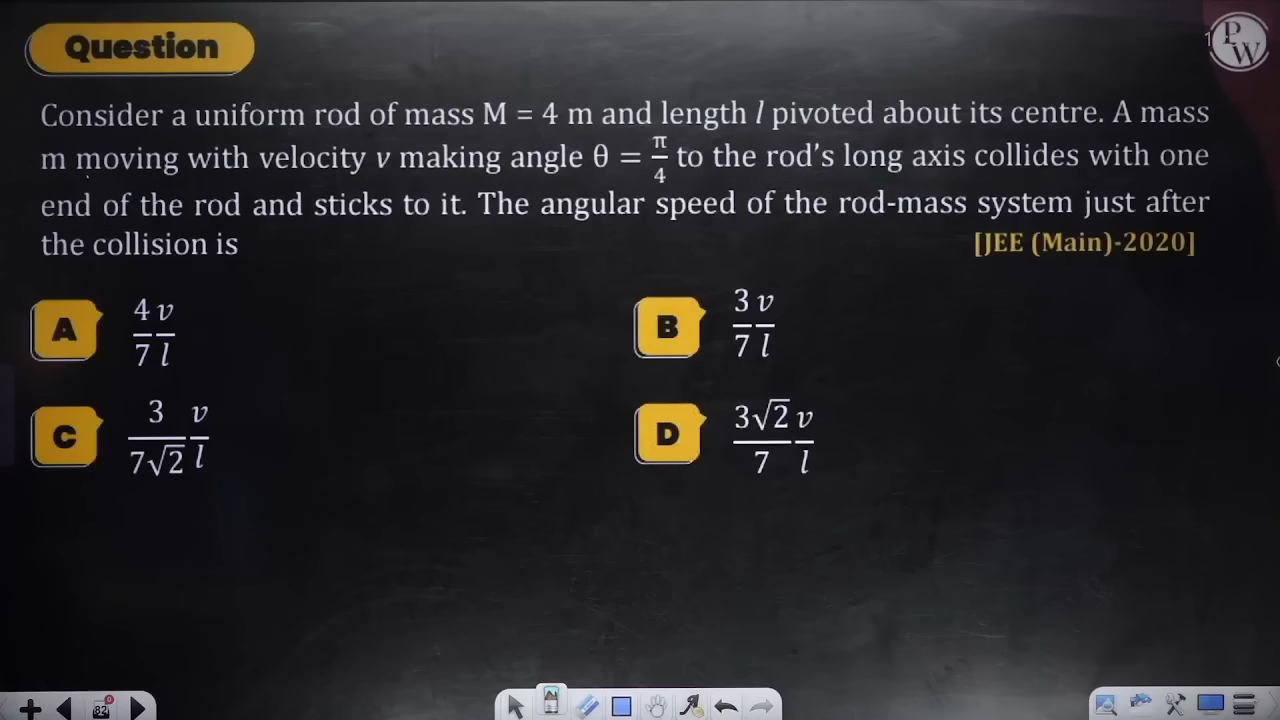 Question
Consider a uniform rod of mass M = 4 m and length l pivoted about its centre. A mass
m moving with velocity v making angle θ = π/4 to the rod's long axis collides with one
end of the rod and sticks to it. The angular speed of the rod-mass system just after
the collision is [JEE (Main)-2020]
A 4/7 v/l
B 3/7 v/l
C 3/7√2 v/l
D 3√2/7 v/l
PW